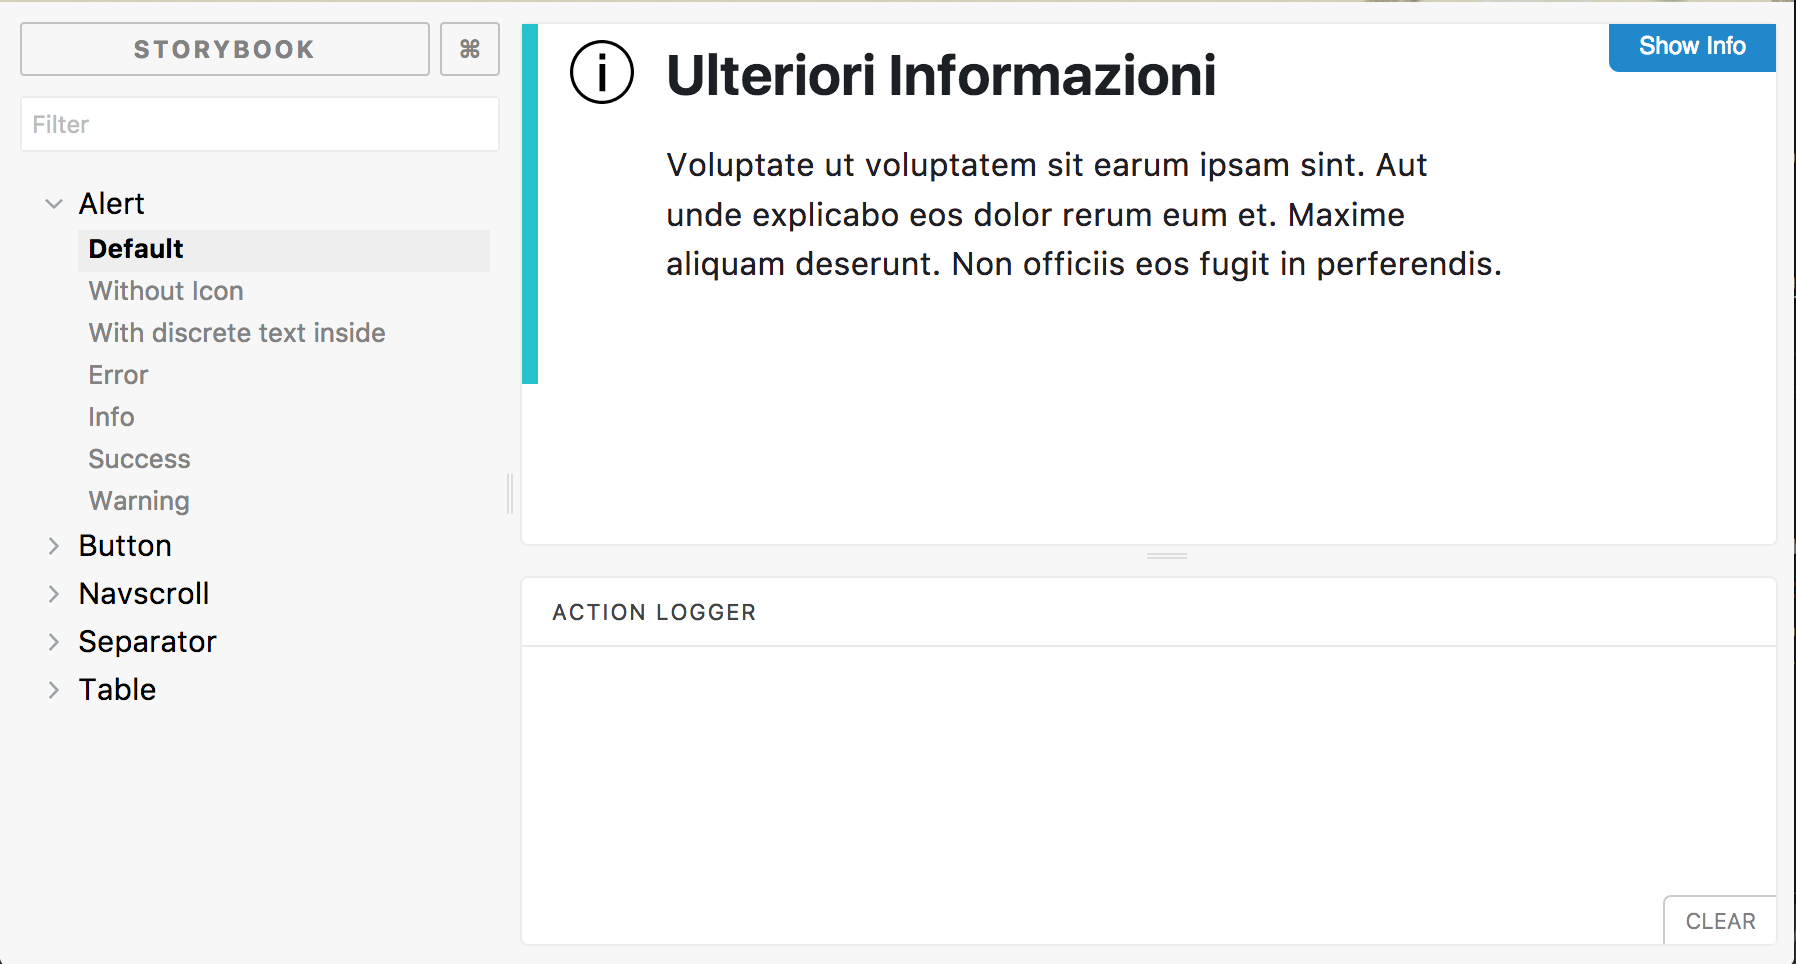 STORYBOOK
⌘
Filter
Alert
Default
Without Icon
With discrete text inside
Error
Info
Success
Warning
Button
Navscroll
Separator
Table
Show Info
Ulteriori Informazioni
Voluptate ut voluptatem sit earum ipsam sint. Aut
unde explicabo eos dolor rerum eum et. Maxime
aliquam deserunt. Non officiis eos fugit in perferendis.
ACTION LOGGER
CLEAR